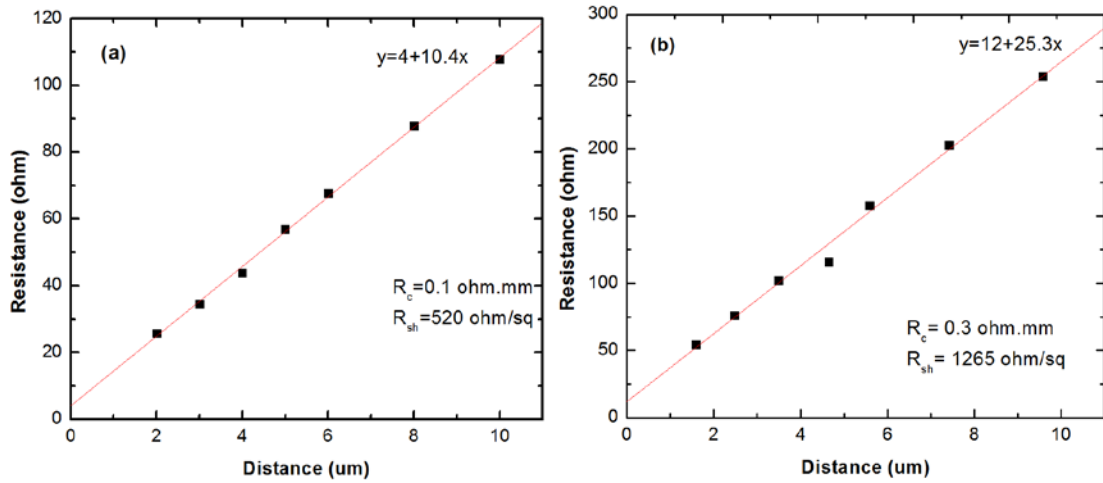 (a)
y=4+10.4x
R_c=0.1 ohm.mm
R_sh=520 ohm/sq
Resistance (ohm)
120
100
80
60
40
20
0
0 2 4 6 8 10
Distance (um)
(b)
y=12+25.3x
R_c= 0.3 ohm.mm
R_sh= 1265 ohm/sq
Resistance (ohm)
300
250
200
150
100
50
0
0 2 4 6 8 10
Distance (um)